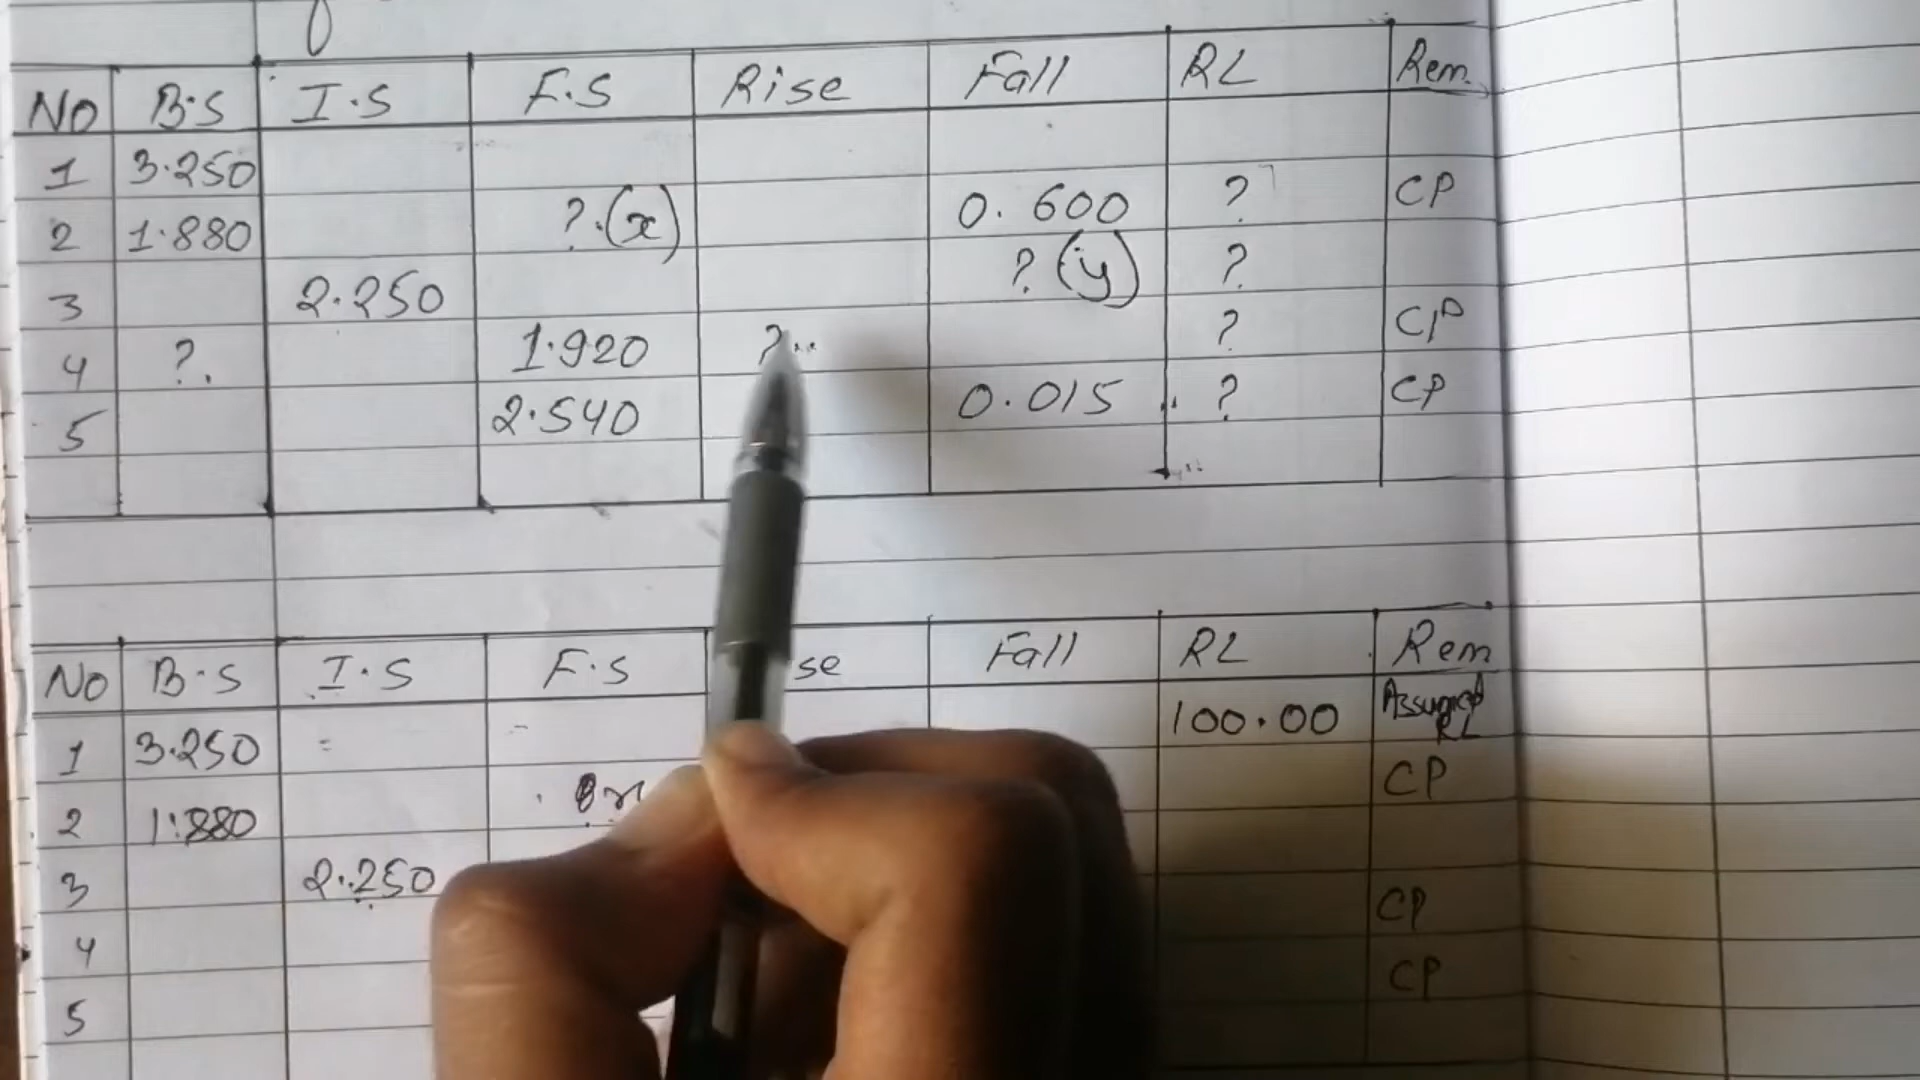 No B.S I.S F.S Rise Fall RL Rem
1 3.250
2 1.880 ?.(x) 0.600 ? CP
3 2.250 ?(y) ?
4 ?. 1.920 ? ? CP
5 2.540 0.015 ? CP
No B.S I.S F.S se Fall RL Rem
1 3.250 100.00 Assumed RL
2 1.880 CP
3 2.250
4 CP
5 CP